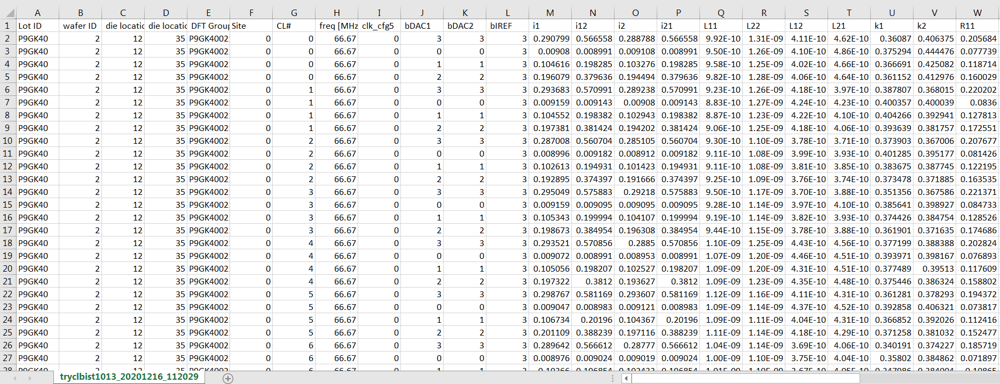 A B C D E F G H I J K L M N O P Q R S T U V W
1 Lot ID wafer ID die locatic die locatic DFT Group Site CL# freq [MHz clk_cfg5 bDAC1 bDAC2 bIREF i1 i12 i2 i21 L11 L22 L12 L21 k1 k2 R11
2 P9GK40 2 12 35 P9GK4002 0 0 66.67 0 3 3 3 0.290799 0.566558 0.288788 0.566558 9.92E-10 1.31E-09 4.11E-10 4.62E-10 0.36087 0.406375 0.205684
3 P9GK40 2 12 35 P9GK4002 0 0 66.67 0 0 0 3 0.00908 0.008991 0.009108 0.008991 9.50E-10 1.26E-09 4.10E-10 4.86E-10 0.375294 0.444476 0.077739
4 P9GK40 2 12 35 P9GK4002 0 0 66.67 0 1 1 3 0.104616 0.198285 0.103276 0.198285 9.58E-10 1.25E-09 4.02E-10 4.66E-10 0.366691 0.425082 0.118714
5 P9GK40 2 12 35 P9GK4002 0 0 66.67 0 2 2 3 0.196079 0.379636 0.194494 0.379636 9.82E-10 1.28E-09 4.06E-10 4.64E-10 0.361152 0.412976 0.160029
6 P9GK40 2 12 35 P9GK4002 0 1 66.67 0 3 3 3 0.293683 0.570991 0.289238 0.570991 9.23E-10 1.26E-09 4.18E-10 3.97E-10 0.387807 0.368015 0.220202
7 P9GK40 2 12 35 P9GK4002 0 1 66.67 0 0 0 3 0.009159 0.009143 0.00908 0.009143 8.83E-10 1.27E-09 4.24E-10 4.23E-10 0.400357 0.400039 0.0836
8 P9GK40 2 12 35 P9GK4002 0 1 66.67 0 1 1 3 0.104552 0.198382 0.102943 0.198382 8.87E-10 1.23E-09 4.22E-10 4.10E-10 0.404266 0.392941 0.127813
9 P9GK40 2 12 35 P9GK4002 0 1 66.67 0 2 2 3 0.197381 0.381424 0.194202 0.381424 9.06E-10 1.25E-09 4.18E-10 4.06E-10 0.393639 0.381757 0.172551
10 P9GK40 2 12 35 P9GK4002 0 2 66.67 0 3 3 3 0.287008 0.560704 0.285105 0.560704 9.30E-10 1.10E-09 3.78E-10 3.71E-10 0.373903 0.367006 0.207677
11 P9GK40 2 12 35 P9GK4002 0 2 66.67 0 0 0 3 0.008996 0.009182 0.008912 0.009182 9.11E-10 1.08E-09 3.99E-10 3.93E-10 0.401285 0.395177 0.081426
12 P9GK40 2 12 35 P9GK4002 0 2 66.67 0 1 1 3 0.102613 0.194931 0.101423 0.194931 9.11E-10 1.08E-09 3.81E-10 3.85E-10 0.383675 0.387745 0.122195
13 P9GK40 2 12 35 P9GK4002 0 2 66.67 0 2 2 3 0.192895 0.374397 0.191666 0.374397 9.25E-10 1.09E-09 3.76E-10 3.74E-10 0.373478 0.371885 0.163535
14 P9GK40 2 12 35 P9GK4002 0 3 66.67 0 3 3 3 0.295049 0.575883 0.29218 0.575883 9.50E-10 1.17E-09 3.70E-10 3.88E-10 0.351356 0.367586 0.221371
15 P9GK40 2 12 35 P9GK4002 0 3 66.67 0 0 0 3 0.009159 0.009095 0.009095 0.009095 9.28E-10 1.14E-09 3.97E-10 4.10E-10 0.385641 0.398927 0.084733
16 P9GK40 2 12 35 P9GK4002 0 3 66.67 0 1 1 3 0.105343 0.199994 0.104107 0.199994 9.19E-10 1.14E-09 3.82E-10 3.93E-10 0.374426 0.384754 0.128526
17 P9GK40 2 12 35 P9GK4002 0 3 66.67 0 2 2 3 0.198673 0.384954 0.196308 0.384954 9.44E-10 1.15E-09 3.78E-10 3.88E-10 0.361901 0.371635 0.174686
18 P9GK40 2 12 35 P9GK4002 0 4 66.67 0 3 3 3 0.293521 0.570856 0.2885 0.570856 1.10E-09 1.25E-09 4.43E-10 4.56E-10 0.377199 0.388388 0.202824
19 P9GK40 2 12 35 P9GK4002 0 4 66.67 0 0 0 3 0.009072 0.008991 0.008953 0.008991 1.07E-09 1.20E-09 4.46E-10 4.51E-10 0.393971 0.398167 0.076893
20 P9GK40 2 12 35 P9GK4002 0 4 66.67 0 1 1 3 0.105056 0.198207 0.102527 0.198207 1.09E-09 1.20E-09 4.31E-10 4.51E-10 0.377489 0.39513 0.117609
21 P9GK40 2 12 35 P9GK4002 0 4 66.67 0 2 2 3 0.197322 0.3812 0.193627 0.3812 1.09E-09 1.23E-09 4.35E-10 4.48E-10 0.375446 0.386324 0.158802
22 P9GK40 2 12 35 P9GK4002 0 5 66.67 0 3 3 3 0.298767 0.581169 0.293607 0.581169 1.12E-09 1.16E-09 4.11E-10 4.31E-10 0.361281 0.378293 0.194372
23 P9GK40 2 12 35 P9GK4002 0 5 66.67 0 0 0 3 0.009047 0.008983 0.009121 0.008983 1.09E-09 1.14E-09 4.37E-10 4.52E-10 0.392858 0.406321 0.073817
24 P9GK40 2 12 35 P9GK4002 0 5 66.67 0 1 1 3 0.106734 0.20196 0.104367 0.20196 1.09E-09 1.11E-09 4.04E-10 4.31E-10 0.366852 0.392026 0.112416
25 P9GK40 2 12 35 P9GK4002 0 5 66.67 0 2 2 3 0.201109 0.388239 0.197116 0.388239 1.11E-09 1.14E-09 4.18E-10 4.29E-10 0.371258 0.381032 0.152477
26 P9GK40 2 12 35 P9GK4002 0 6 66.67 0 3 3 3 0.289642 0.566612 0.28777 0.566612 1.04E-09 1.14E-09 3.69E-10 4.06E-10 0.340191 0.374227 0.185719
27 P9GK40 2 12 35 P9GK4002 0 6 66.67 0 0 0 3 0.008976 0.009024 0.009019 0.009024 1.00E-09 1.10E-09 3.75E-10 4.04E-10 0.35802 0.384862 0.071897
tryclbist1013_20201216_112029